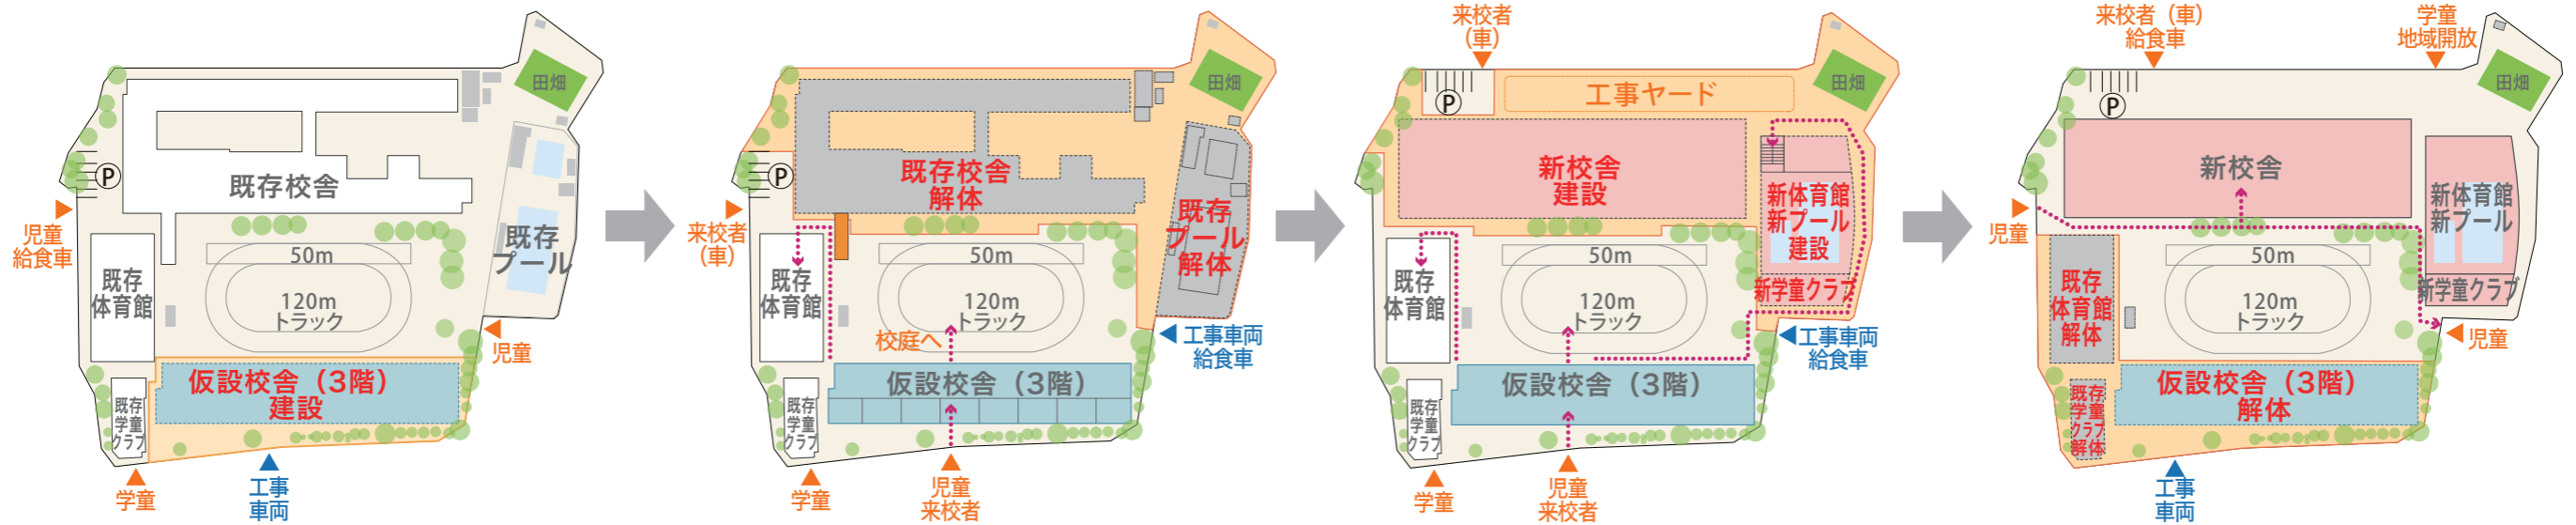 田畑
P
既存校舎
児童
給食車
既存
プール
50m
120m
トラック
既存
体育館
児童
仮設校舎（3階）
建設
既存
学童
クラブ
学童
工事
車両
田畑
既存校舎
解体
P
来校者
（車）
既存
プール
解体
50m
120m
トラック
既存
体育館
校庭へ
工事車両
給食車
仮設校舎（3階）
既存
学童
クラブ
学童
児童
来校者
来校者
（車）
P
工事ヤード
田畑
新校舎
建設
新体育館
新プール
建設
新学童クラブ
50m
120m
トラック
既存
体育館
工事車両
給食車
仮設校舎（3階）
既存
学童
クラブ
学童
児童
来校者
来校者（車）
給食車
学童
地域開放
P
田畑
新校舎
新体育館
新プール
新学童クラブ
児童
50m
120m
トラック
既存
体育館
解体
児童
仮設校舎（3階）
解体
既存
学童
クラブ
解体
工事
車両